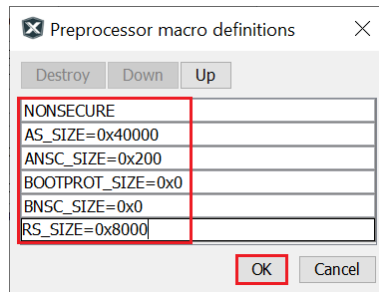 Preprocessor macro definitions
Destroy Down Up
NONSECURE
AS_SIZE=0x40000
ANSC_SIZE=0x200
BOOTPROT_SIZE=0x0
BNSC_SIZE=0x0
RS_SIZE=0x8000
OK Cancel